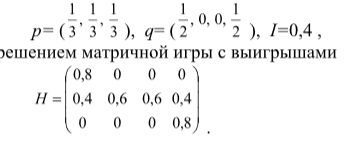 p= ( 1/3, 1/3, 1/3 ), q= ( 1/2, 0, 0, 1/2 ), I=0,4 ,
решением матричной игры с выигрышами
0,8 0 0 0
H = 0,4 0,6 0,6 0,4
0 0 0 0,8 .